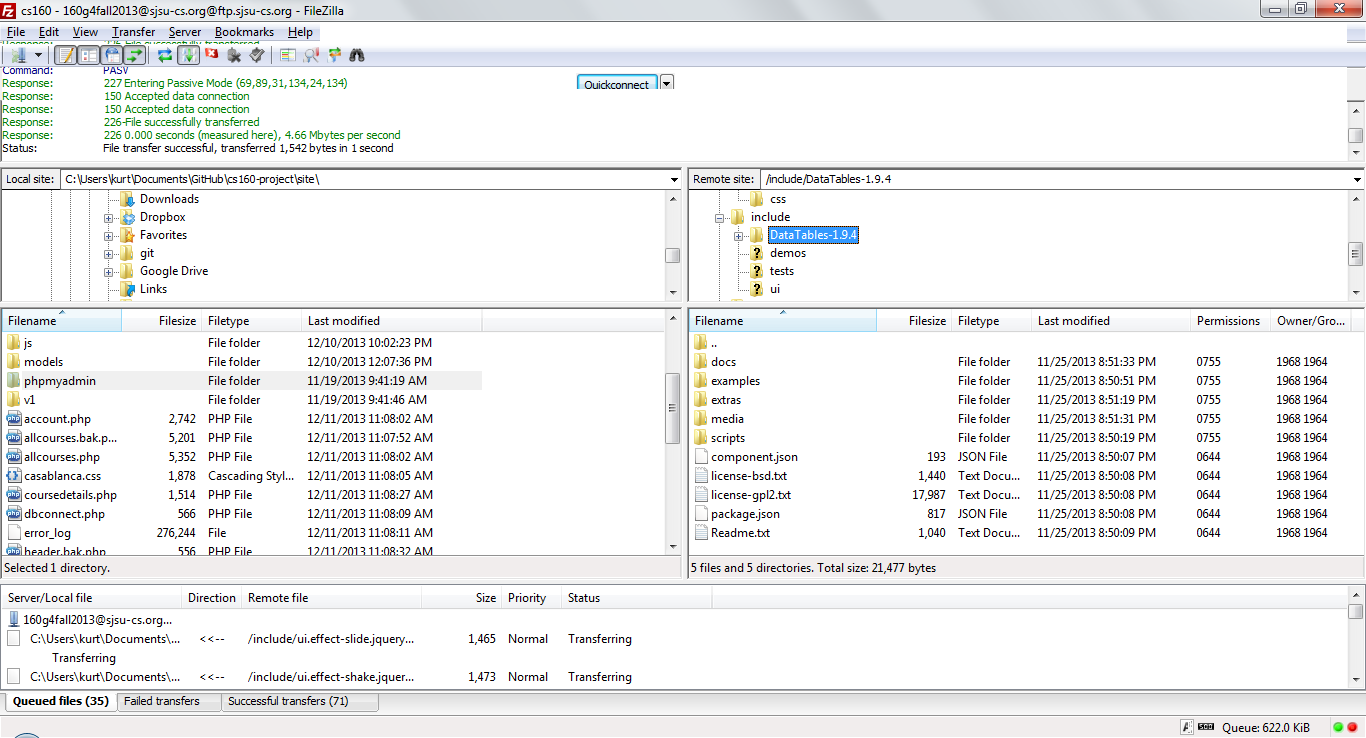 cs160 - 160g4fall2013@sjsu-cs.org@ftp.sjsu-cs.org - FileZilla
File Edit View Transfer Server Bookmarks Help
Command: PASV
Response: 227 Entering Passive Mode (69,89,31,134,24,134)
Quickconnect
Response: 150 Accepted data connection
Response: 150 Accepted data connection
Response: 226-File successfully transferred
Response: 226 0.000 seconds (measured here), 4.66 Mbytes per second
Status: File transfer successful, transferred 1,542 bytes in 1 second
Local site: C:\Users\kurt\Documents\GitHub\cs160-project\site\
Downloads
Dropbox
Favorites
git
Google Drive
Links
Remote site: /include/DataTables-1.9.4
css
include
DataTables-1.9.4
demos
tests
ui
Filename Filesize Filetype Last modified
js File folder 12/10/2013 10:02:23 PM
models File folder 12/10/2013 12:07:36 PM
phpmyadmin File folder 11/19/2013 9:41:19 AM
v1 File folder 11/19/2013 9:41:46 AM
account.php 2,742 PHP File 12/11/2013 11:08:02 AM
allcourses.bak.p... 5,201 PHP File 12/11/2013 11:07:52 AM
allcourses.php 5,352 PHP File 12/11/2013 11:08:02 AM
casablanca.css 1,878 Cascading Styl... 12/11/2013 11:08:05 AM
coursedetails.php 1,514 PHP File 12/11/2013 11:08:27 AM
dbconnect.php 566 PHP File 12/11/2013 11:08:09 AM
error_log 276,244 File 12/11/2013 11:08:11 AM
header.bak.php 556 PHP File 12/11/2013 11:08:32 AM
Selected 1 directory.
Filename Filesize Filetype Last modified Permissions Owner/Gro...
..
docs File folder 11/25/2013 8:51:33 PM 0755 1968 1964
examples File folder 11/25/2013 8:50:51 PM 0755 1968 1964
extras File folder 11/25/2013 8:51:19 PM 0755 1968 1964
media File folder 11/25/2013 8:51:31 PM 0755 1968 1964
scripts File folder 11/25/2013 8:50:19 PM 0755 1968 1964
component.json 193 JSON File 11/25/2013 8:50:07 PM 0644 1968 1964
license-bsd.txt 1,440 Text Docu... 11/25/2013 8:50:08 PM 0644 1968 1964
license-gpl2.txt 17,987 Text Docu... 11/25/2013 8:50:08 PM 0644 1968 1964
package.json 817 JSON File 11/25/2013 8:50:08 PM 0644 1968 1964
Readme.txt 1,040 Text Docu... 11/25/2013 8:50:09 PM 0644 1968 1964
5 files and 5 directories. Total size: 21,477 bytes
Server/Local file Direction Remote file Size Priority Status
160g4fall2013@sjsu-cs.org...
C:\Users\kurt\Documents\... <<-- /include/ui.effect-slide.jquery... 1,465 Normal Transferring
Transferring
C:\Users\kurt\Documents\... <<-- /include/ui.effect-shake.jquer... 1,473 Normal Transferring
Queued files (35) Failed transfers Successful transfers (71)
Queue: 622.0 KiB